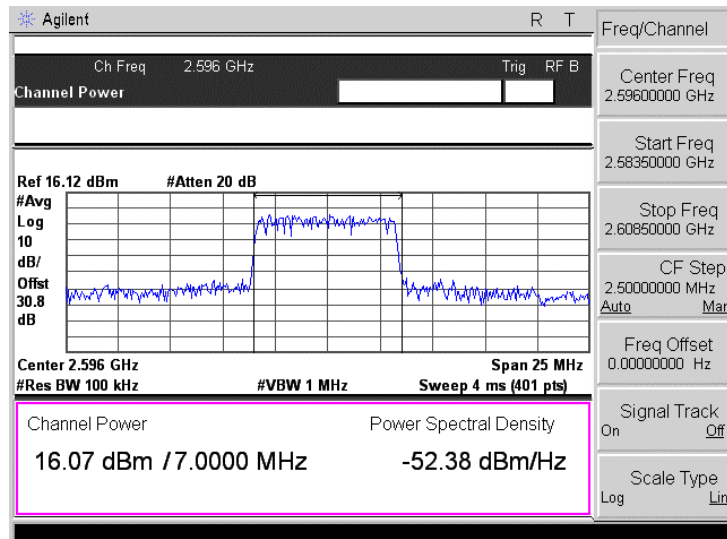 Agilent R T
Ch Freq 2.596 GHz Trig RF B
Channel Power
Ref 16.12 dBm #Atten 20 dB
#Avg
Log
10
dB/
Offst
30.8
dB
Center 2.596 GHz Span 25 MHz
#Res BW 100 kHz #VBW 1 MHz Sweep 4 ms (401 pts)
Channel Power Power Spectral Density
16.07 dBm / 7.0000 MHz -52.38 dBm/Hz
Freq/Channel
Center Freq
2.59600000 GHz
Start Freq
2.58350000 GHz
Stop Freq
2.60850000 GHz
CF Step
2.50000000 MHz
Auto Man
Freq Offset
0.00000000 Hz
Signal Track
On Off
Scale Type
Log Lin